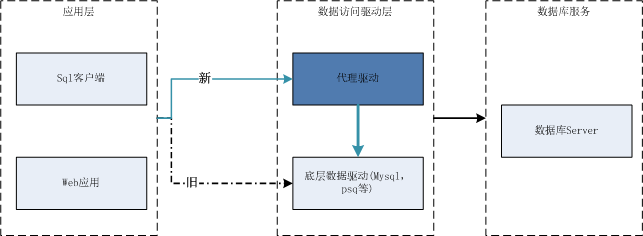 应用层
数据访问驱动层
数据库服务
Sql客户端
新
代理驱动
数据库Server
Web应用
旧
底层数据驱动(Mysql,
psq等)